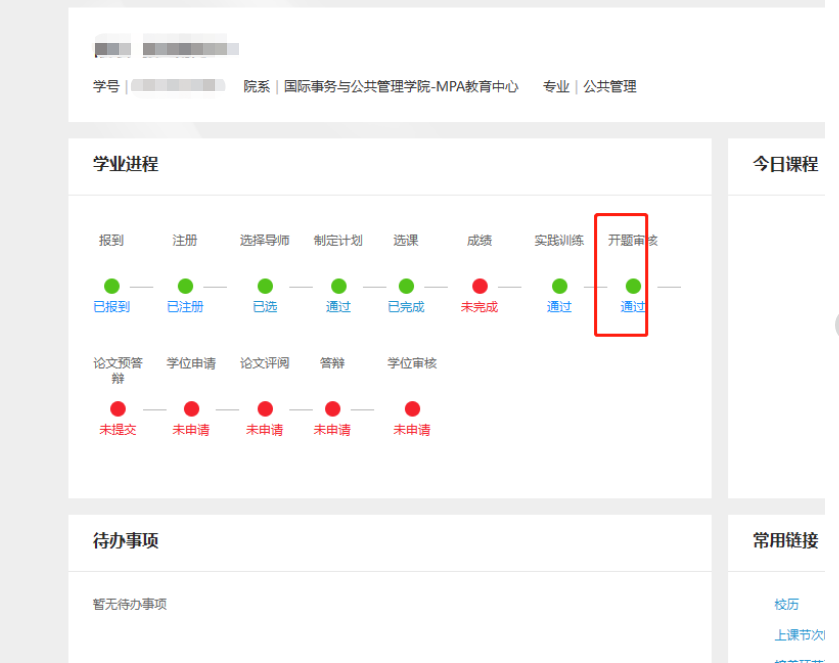 学号 | 院系 | 国际事务与公共管理学院-MPA教育中心 专业 | 公共管理
学业进程
今日课程
报到 注册 选择导师 制定计划 选课 成绩 实践训练 开题审核
已报到 已注册 已选 通过 已完成 未完成 通过 通过
论文预答辩 学位申请 论文评阅 答辩 学位审核
未提交 未申请 未申请 未申请 未申请
待办事项
常用链接
暂无待办事项
校历
上课节次